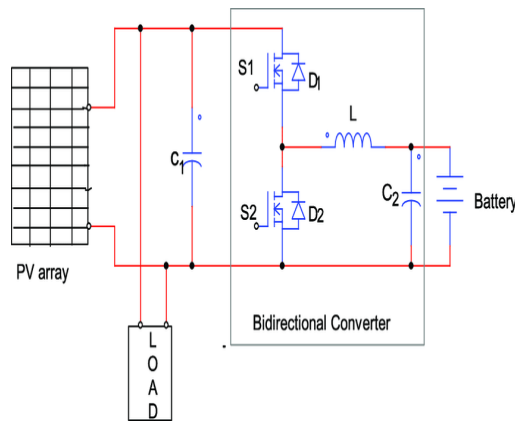 S1
D1
L
C1
C2
S2
D2
Battery
PV array
Bidirectional Converter
L
O
A
D